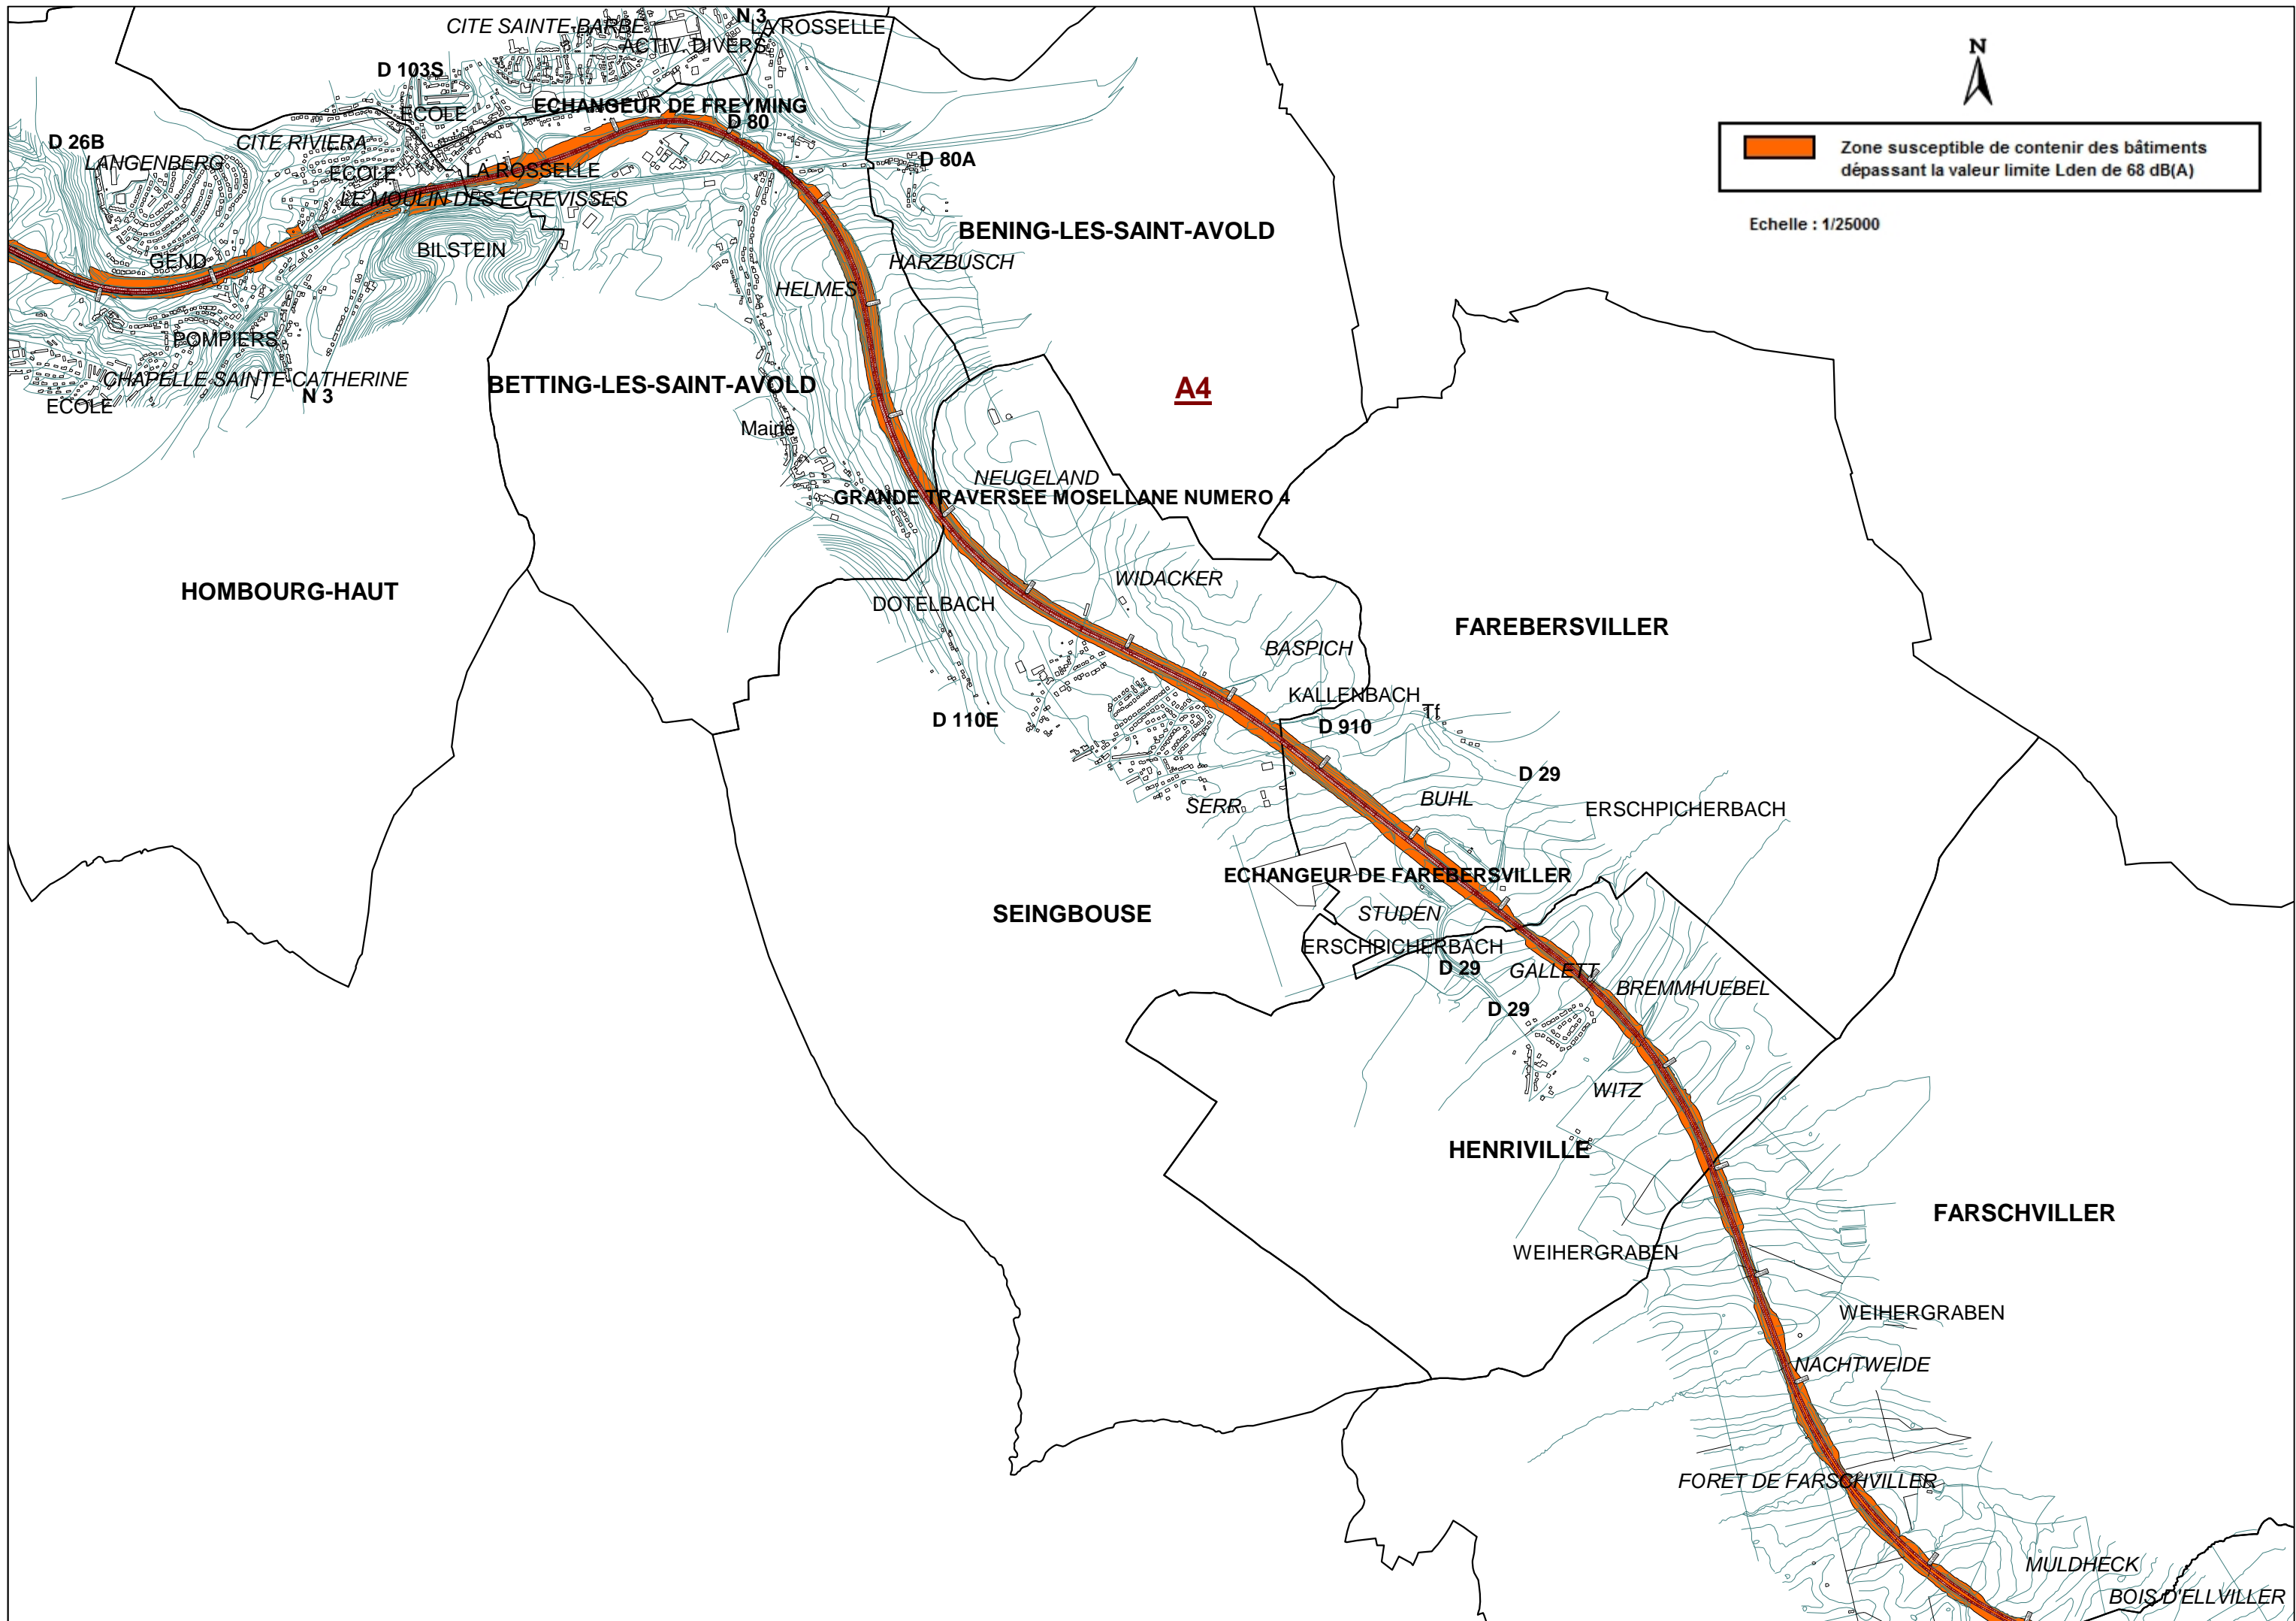 N 3
CITE SAINTE-BARBE
LA ROSSELLE
ACTIV. DIVERS
D 103S
ECHANGEUR DE FREYMING
ECOLE
D 80
D 26B
CITE RIVIERA
LANGENBERG
ECOLE
LA ROSSELLE
D 80A
LE MOULIN DES ECREVISSES
N
Zone susceptible de contenir des bâtiments
dépassant la valeur limite Lden de 68 dB(A)
Echelle : 1/25000
BENING-LES-SAINT-AVOLD
BILSTEIN
GEND
HARZBUSCH
HELMES
POMPIERS
CHAPELLE SAINTE-CATHERINE
N 3
ECOLE
BETTING-LES-SAINT-AVOLD
A4
Mairie
NEUGELAND
GRANDE TRAVERSEE MOSELLANE NUMERO 4
HOMBOURG-HAUT
WIDACKER
DOTELBACH
FAREBERSVILLER
BASPICH
KALLENBACH
Tf
D 110E
D 910
D 29
SERR
BUHL
ERSCHPICHERBACH
ECHANGEUR DE FAREBERSVILLER
SEINGBOUSE
STUDEN
ERSCHPICHERBACH
D 29
GALLETT
BREMMHUEBEL
D 29
WITZ
HENRIVILLE
FARSCHVILLER
WEIHERGRABEN
WEIHERGRABEN
NACHTWEIDE
FORET DE FARSCHVILLER
MULDHECK
BOIS D'ELLVILLER